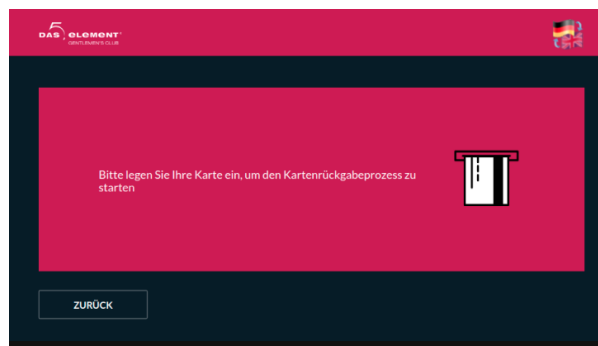 DAS 5. element
GENTLEMEN'S CLUB
Bitte legen Sie Ihre Karte ein, um den Kartenrückgabeprozess zu
starten
ZURÜCK